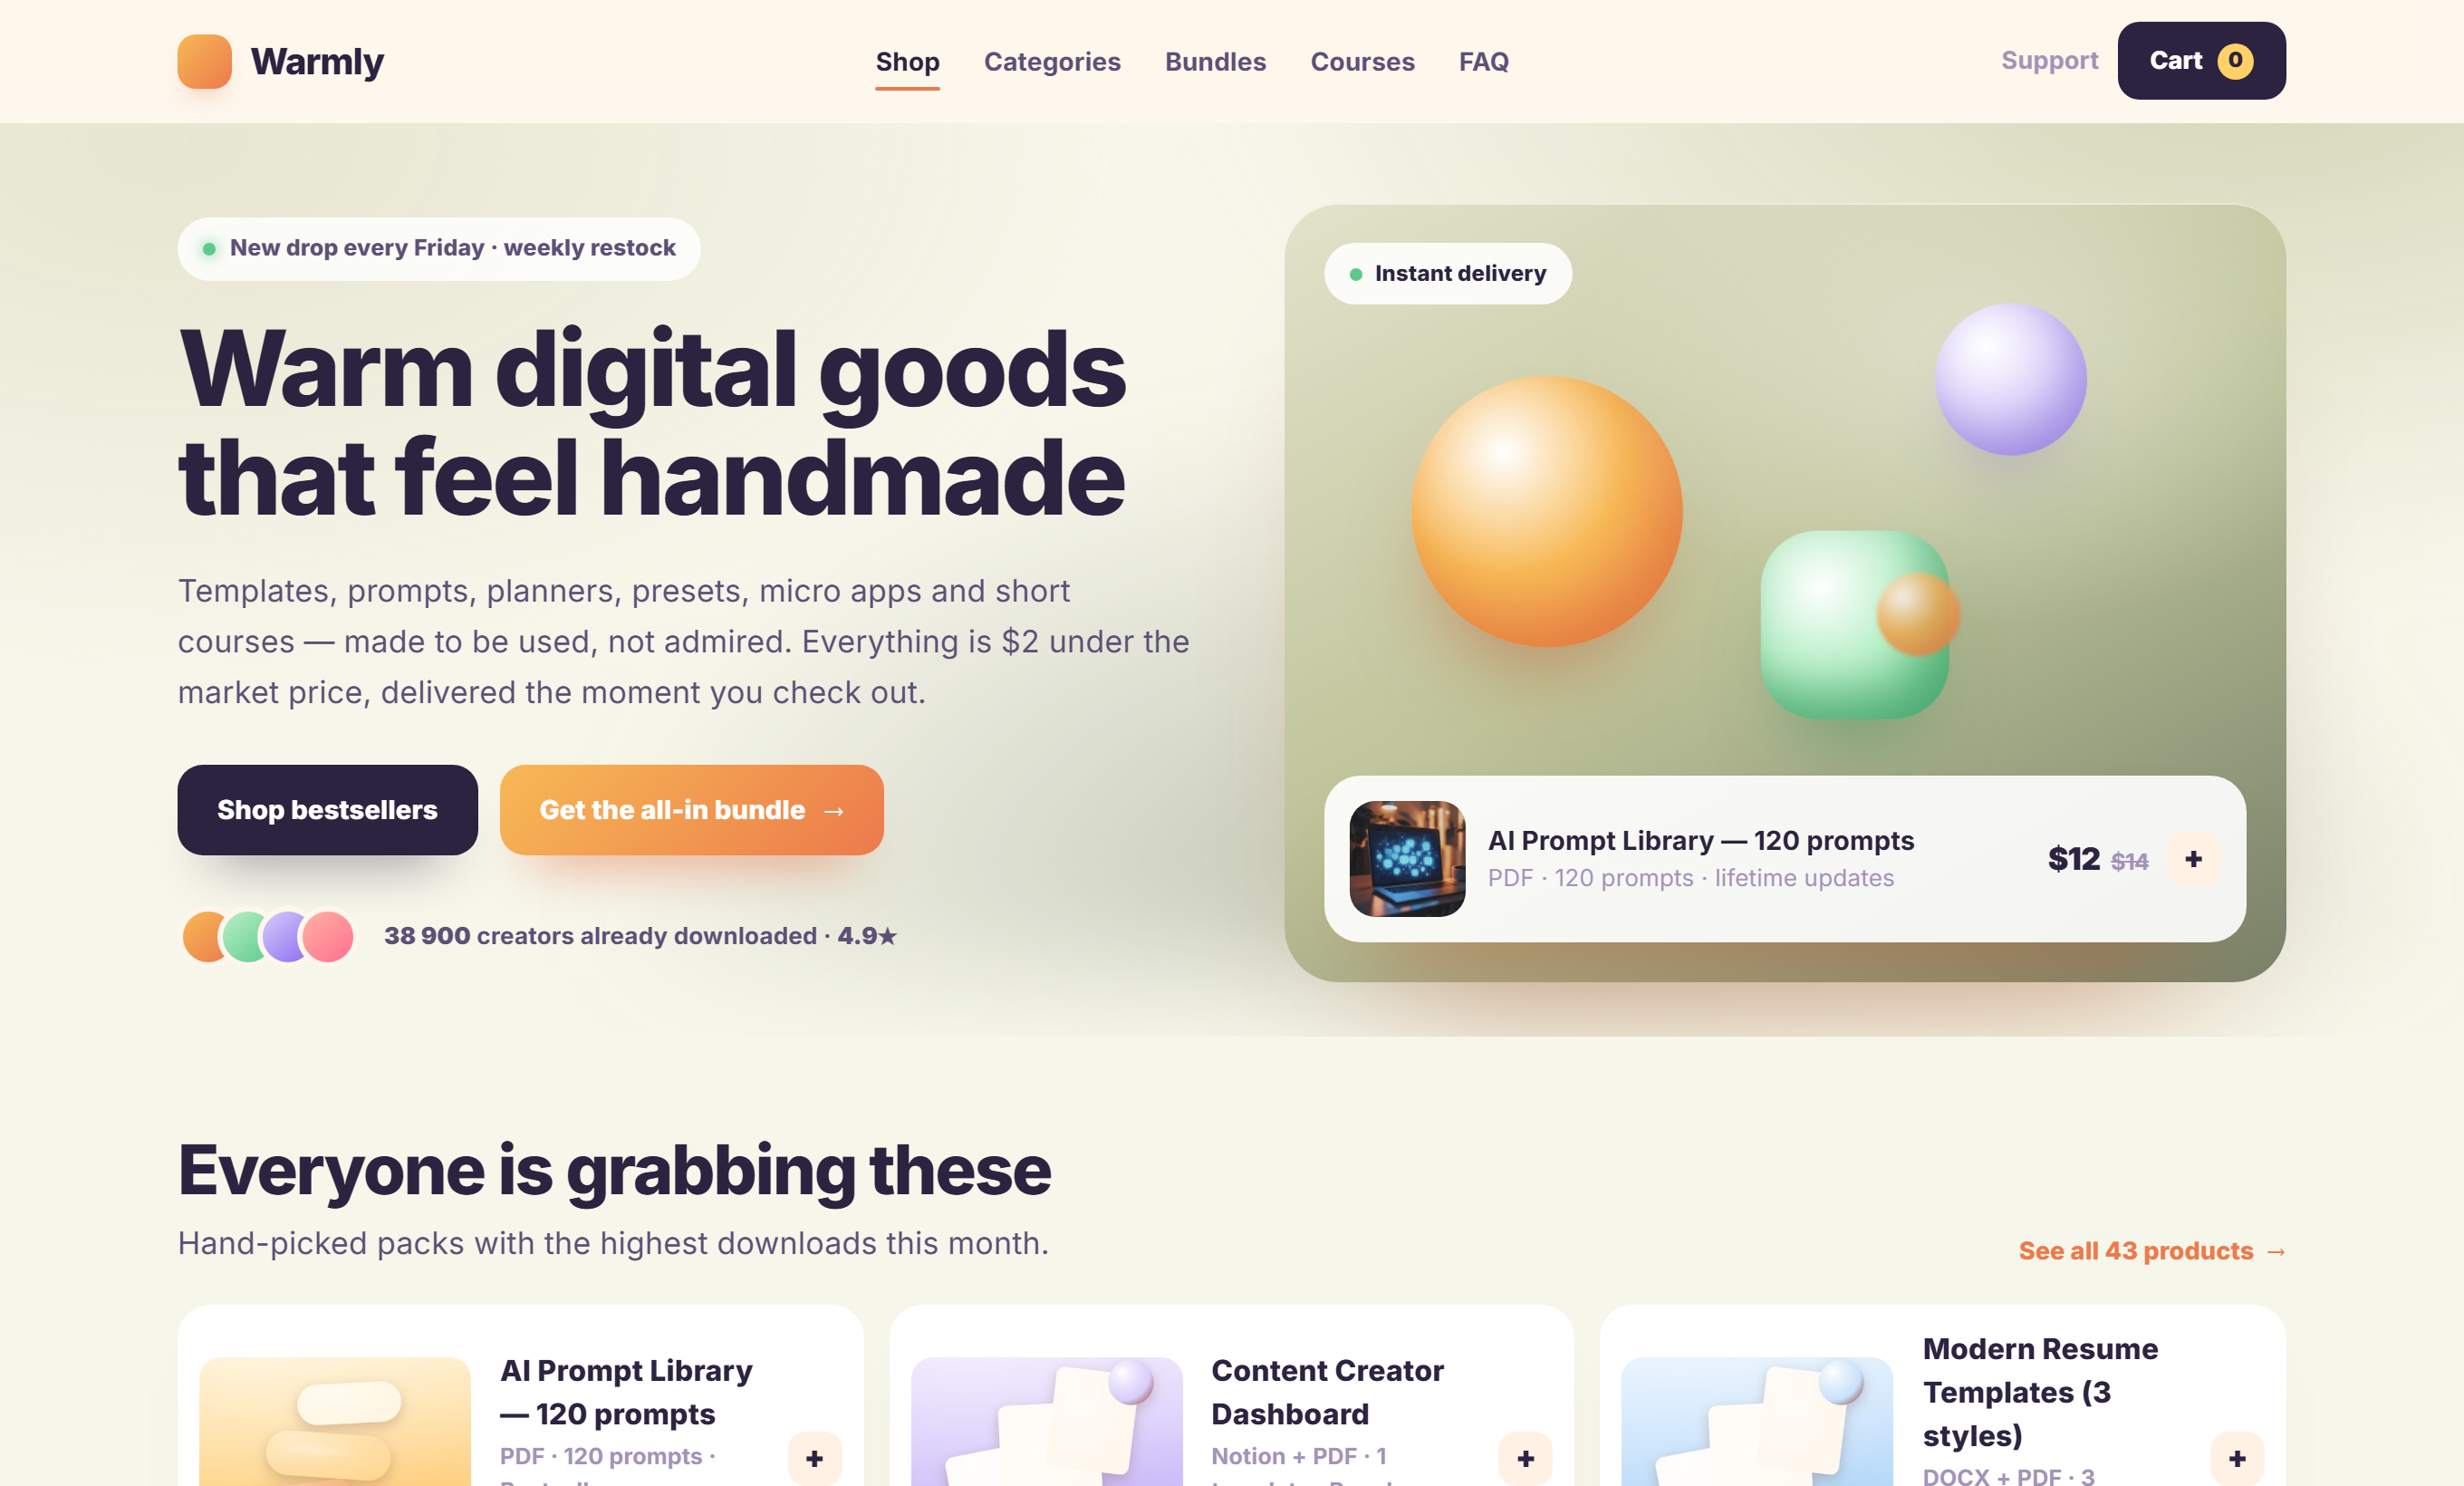 Warmly
Shop
Categories
Bundles
Courses
FAQ
Support
Cart 0
New drop every Friday · weekly restock
Warm digital goods
that feel handmade
Templates, prompts, planners, presets, micro apps and short
courses — made to be used, not admired. Everything is $2 under the
market price, delivered the moment you check out.
Shop bestsellers
Get the all-in bundle →
38 900 creators already downloaded · 4.9★
Instant delivery
AI Prompt Library — 120 prompts
PDF · 120 prompts · lifetime updates
$12 $14
+
Everyone is grabbing these
Hand-picked packs with the highest downloads this month.
See all 43 products →
AI Prompt Library
— 120 prompts
PDF · 120 prompts ·
+
Content Creator
Dashboard
Notion + PDF · 1
+
Modern Resume
Templates (3
styles)
DOCX + PDF · 3
+